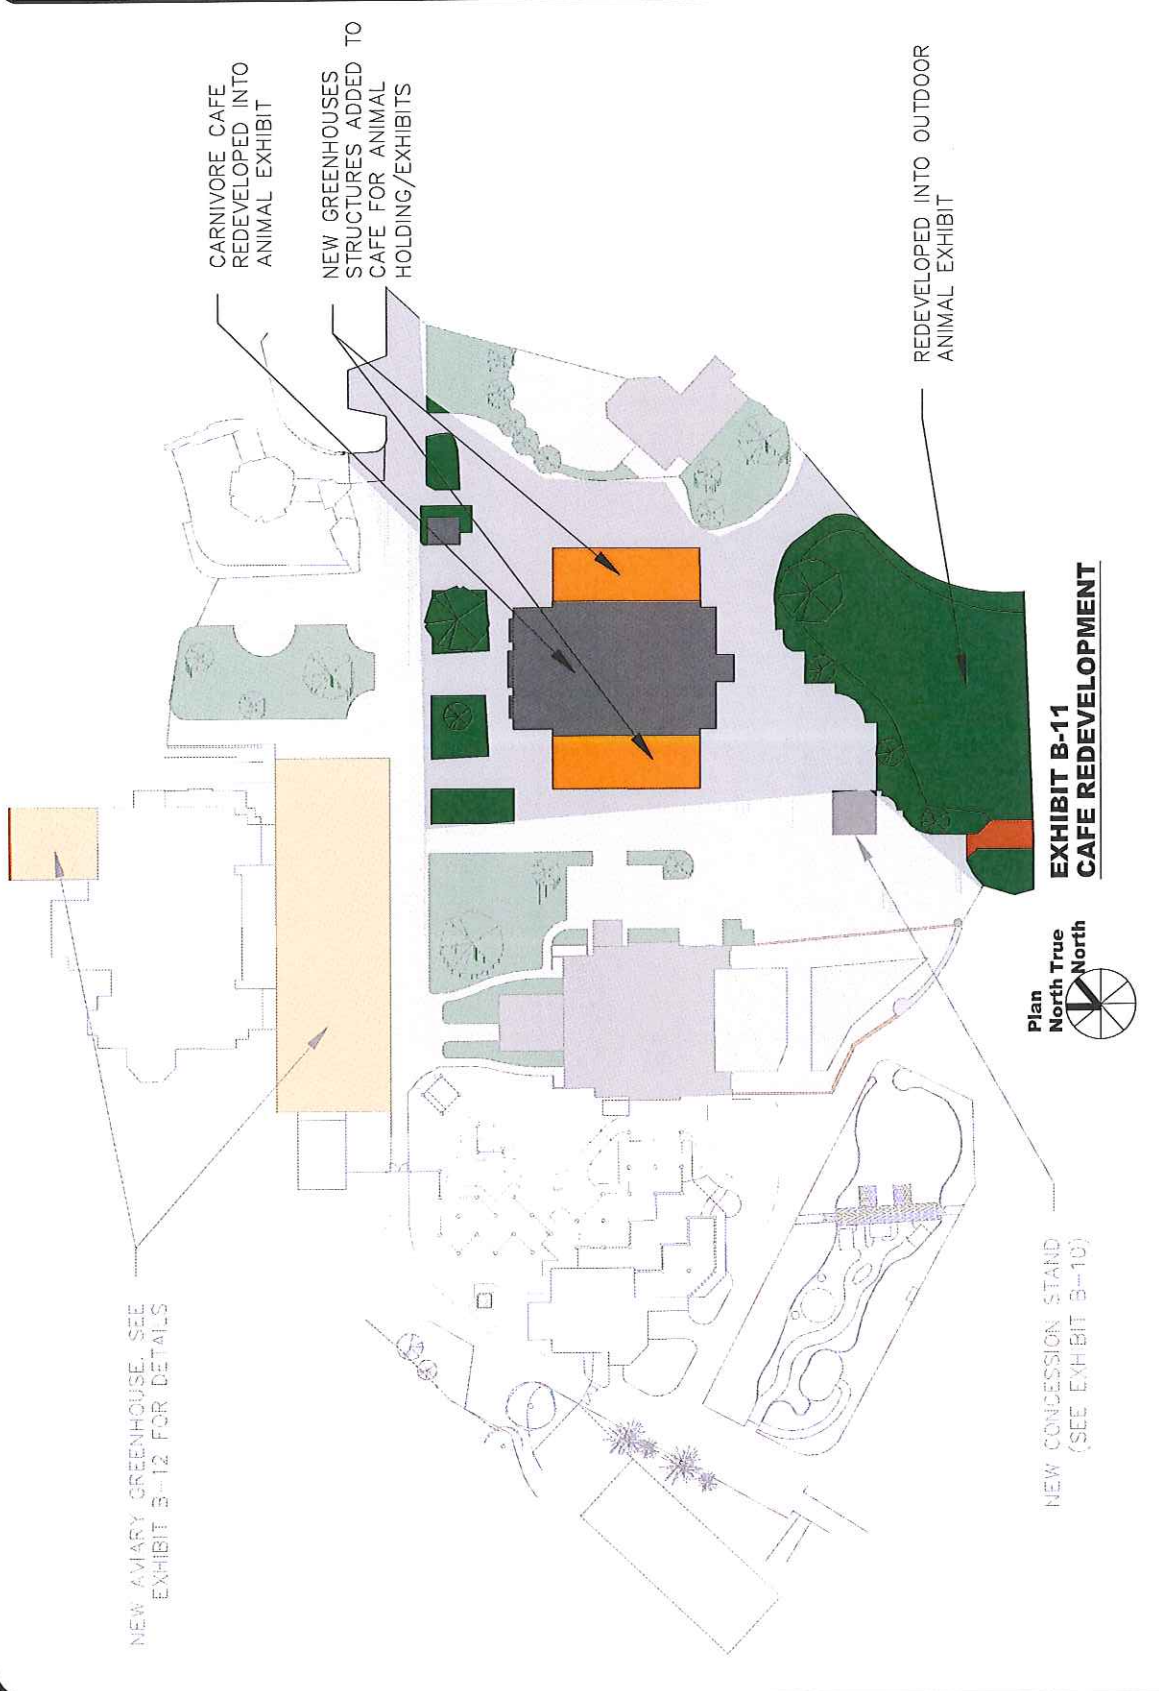 CARNIVORE CAFE
REDEVELOPED INTO
ANIMAL EXHIBIT
NEW GREENHOUSES
STRUCTURES ADDED TO
CAFE FOR ANIMAL
HOLDING/EXHIBITS
REDEVELOPED INTO OUTDOOR
ANIMAL EXHIBIT
NEW AVIARY GREENHOUSE, SEE
EXHIBIT B-12 FOR DETAILS
NEW CONCESSION STAND
(SEE EXHIBIT B-10)
Plan
North True
North
EXHIBIT B-11
CAFE REDEVELOPMENT